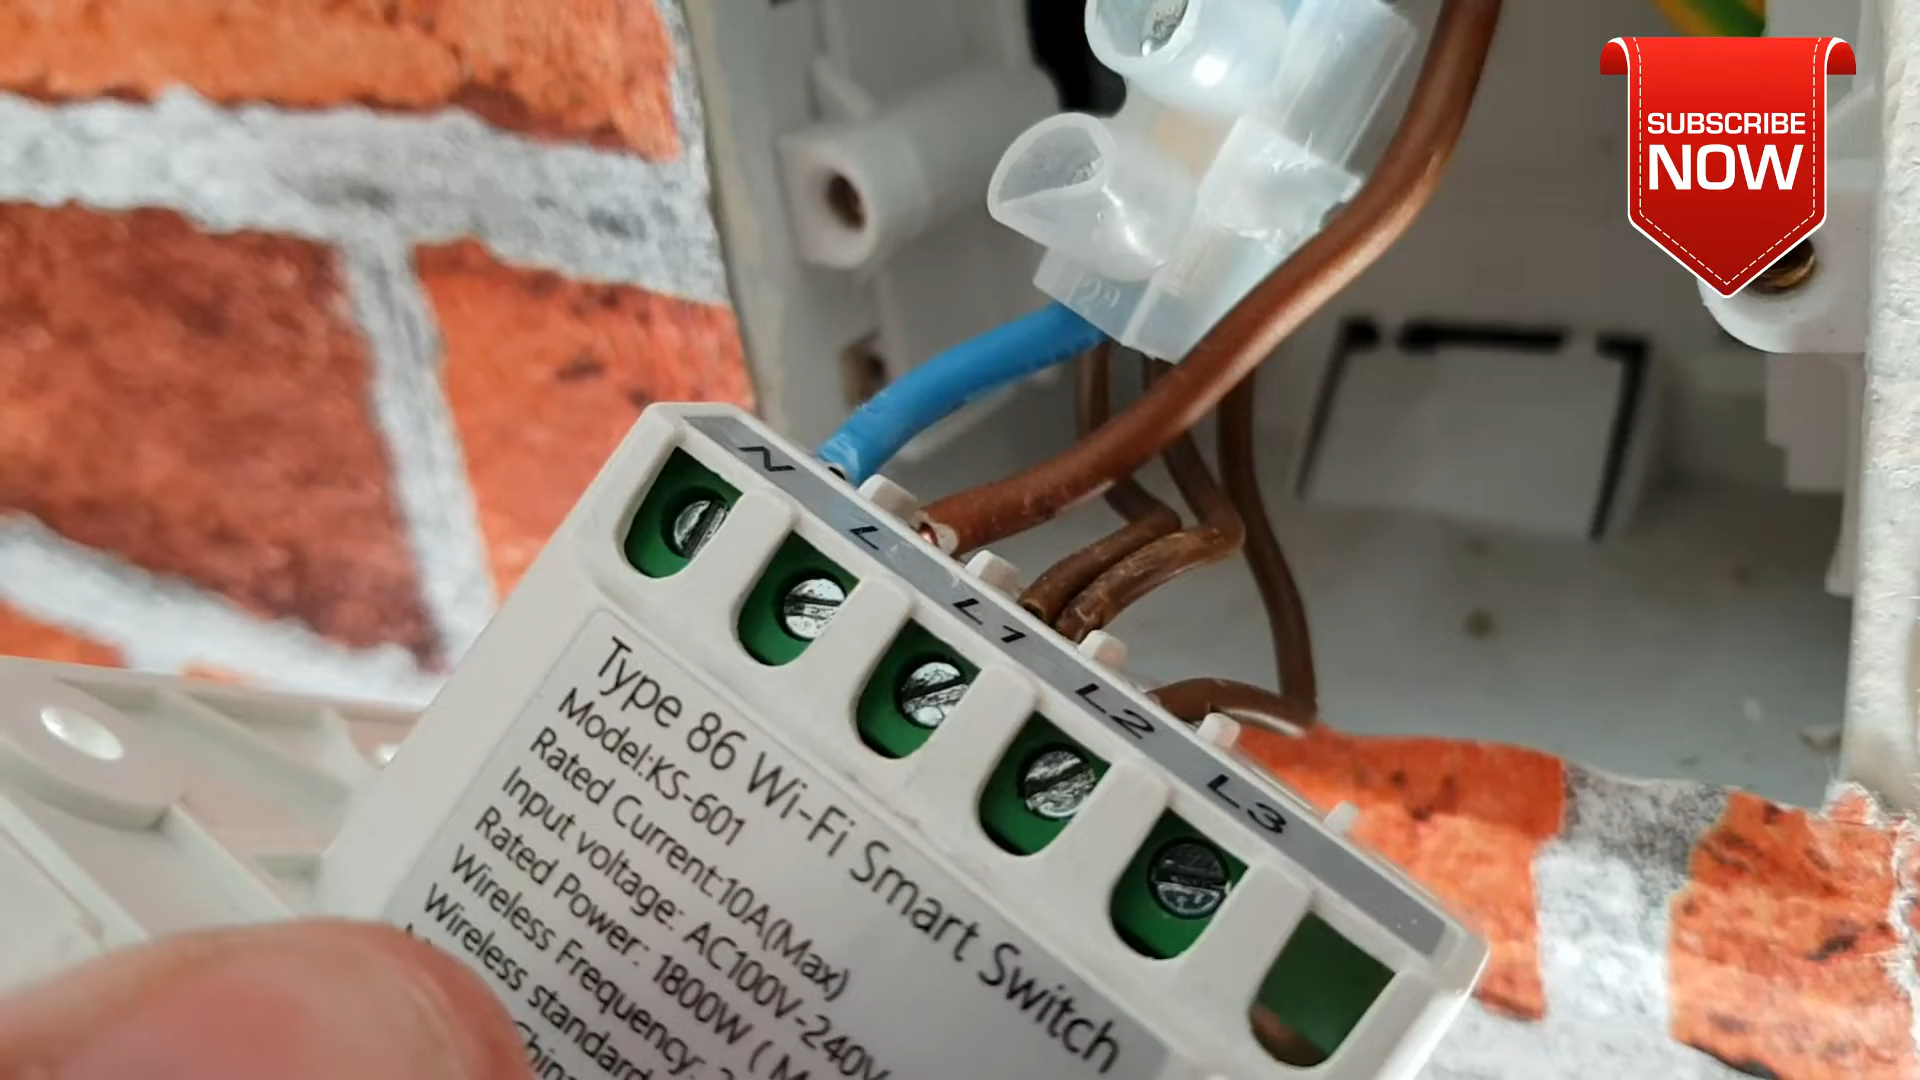 SUBSCRIBE
NOW
29
N
L
L1
L2
L3
Type 86 Wi-Fi Smart Switch
Model:KS-601
Rated Current:10A(Max)
Input voltage: AC100V-240V
Rated Power: 1800W (
Wireless Frequency:
Wireless standard